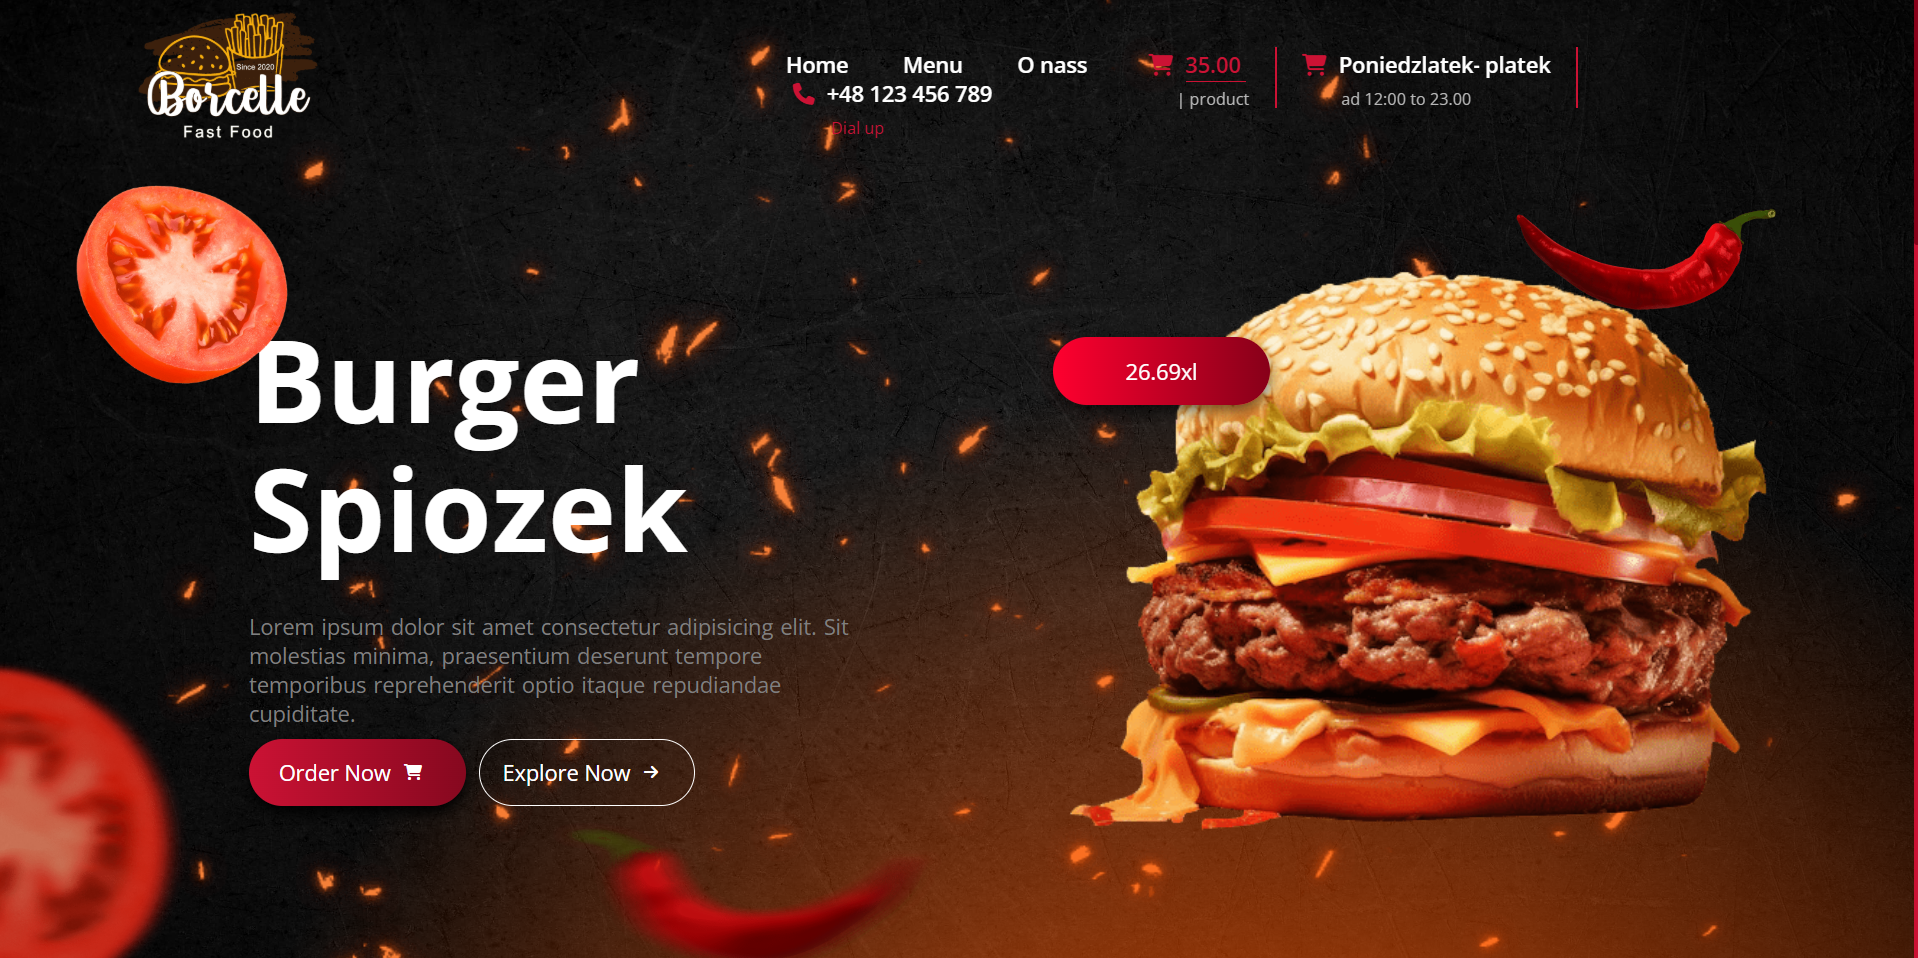 Since 2020
Borcelle
Fast Food
Home Menu O nass 35.00 Poniedzlatek- platek
| product ad 12:00 to 23.00
+48 123 456 789
Dial up
26.69xl
Burger
Spiozek
Lorem ipsum dolor sit amet consectetur adipisicing elit. Sit
molestias minima, praesentium deserunt tempore
temporibus reprehenderit optio itaque repudiandae
cupiditate.
Order Now Explore Now